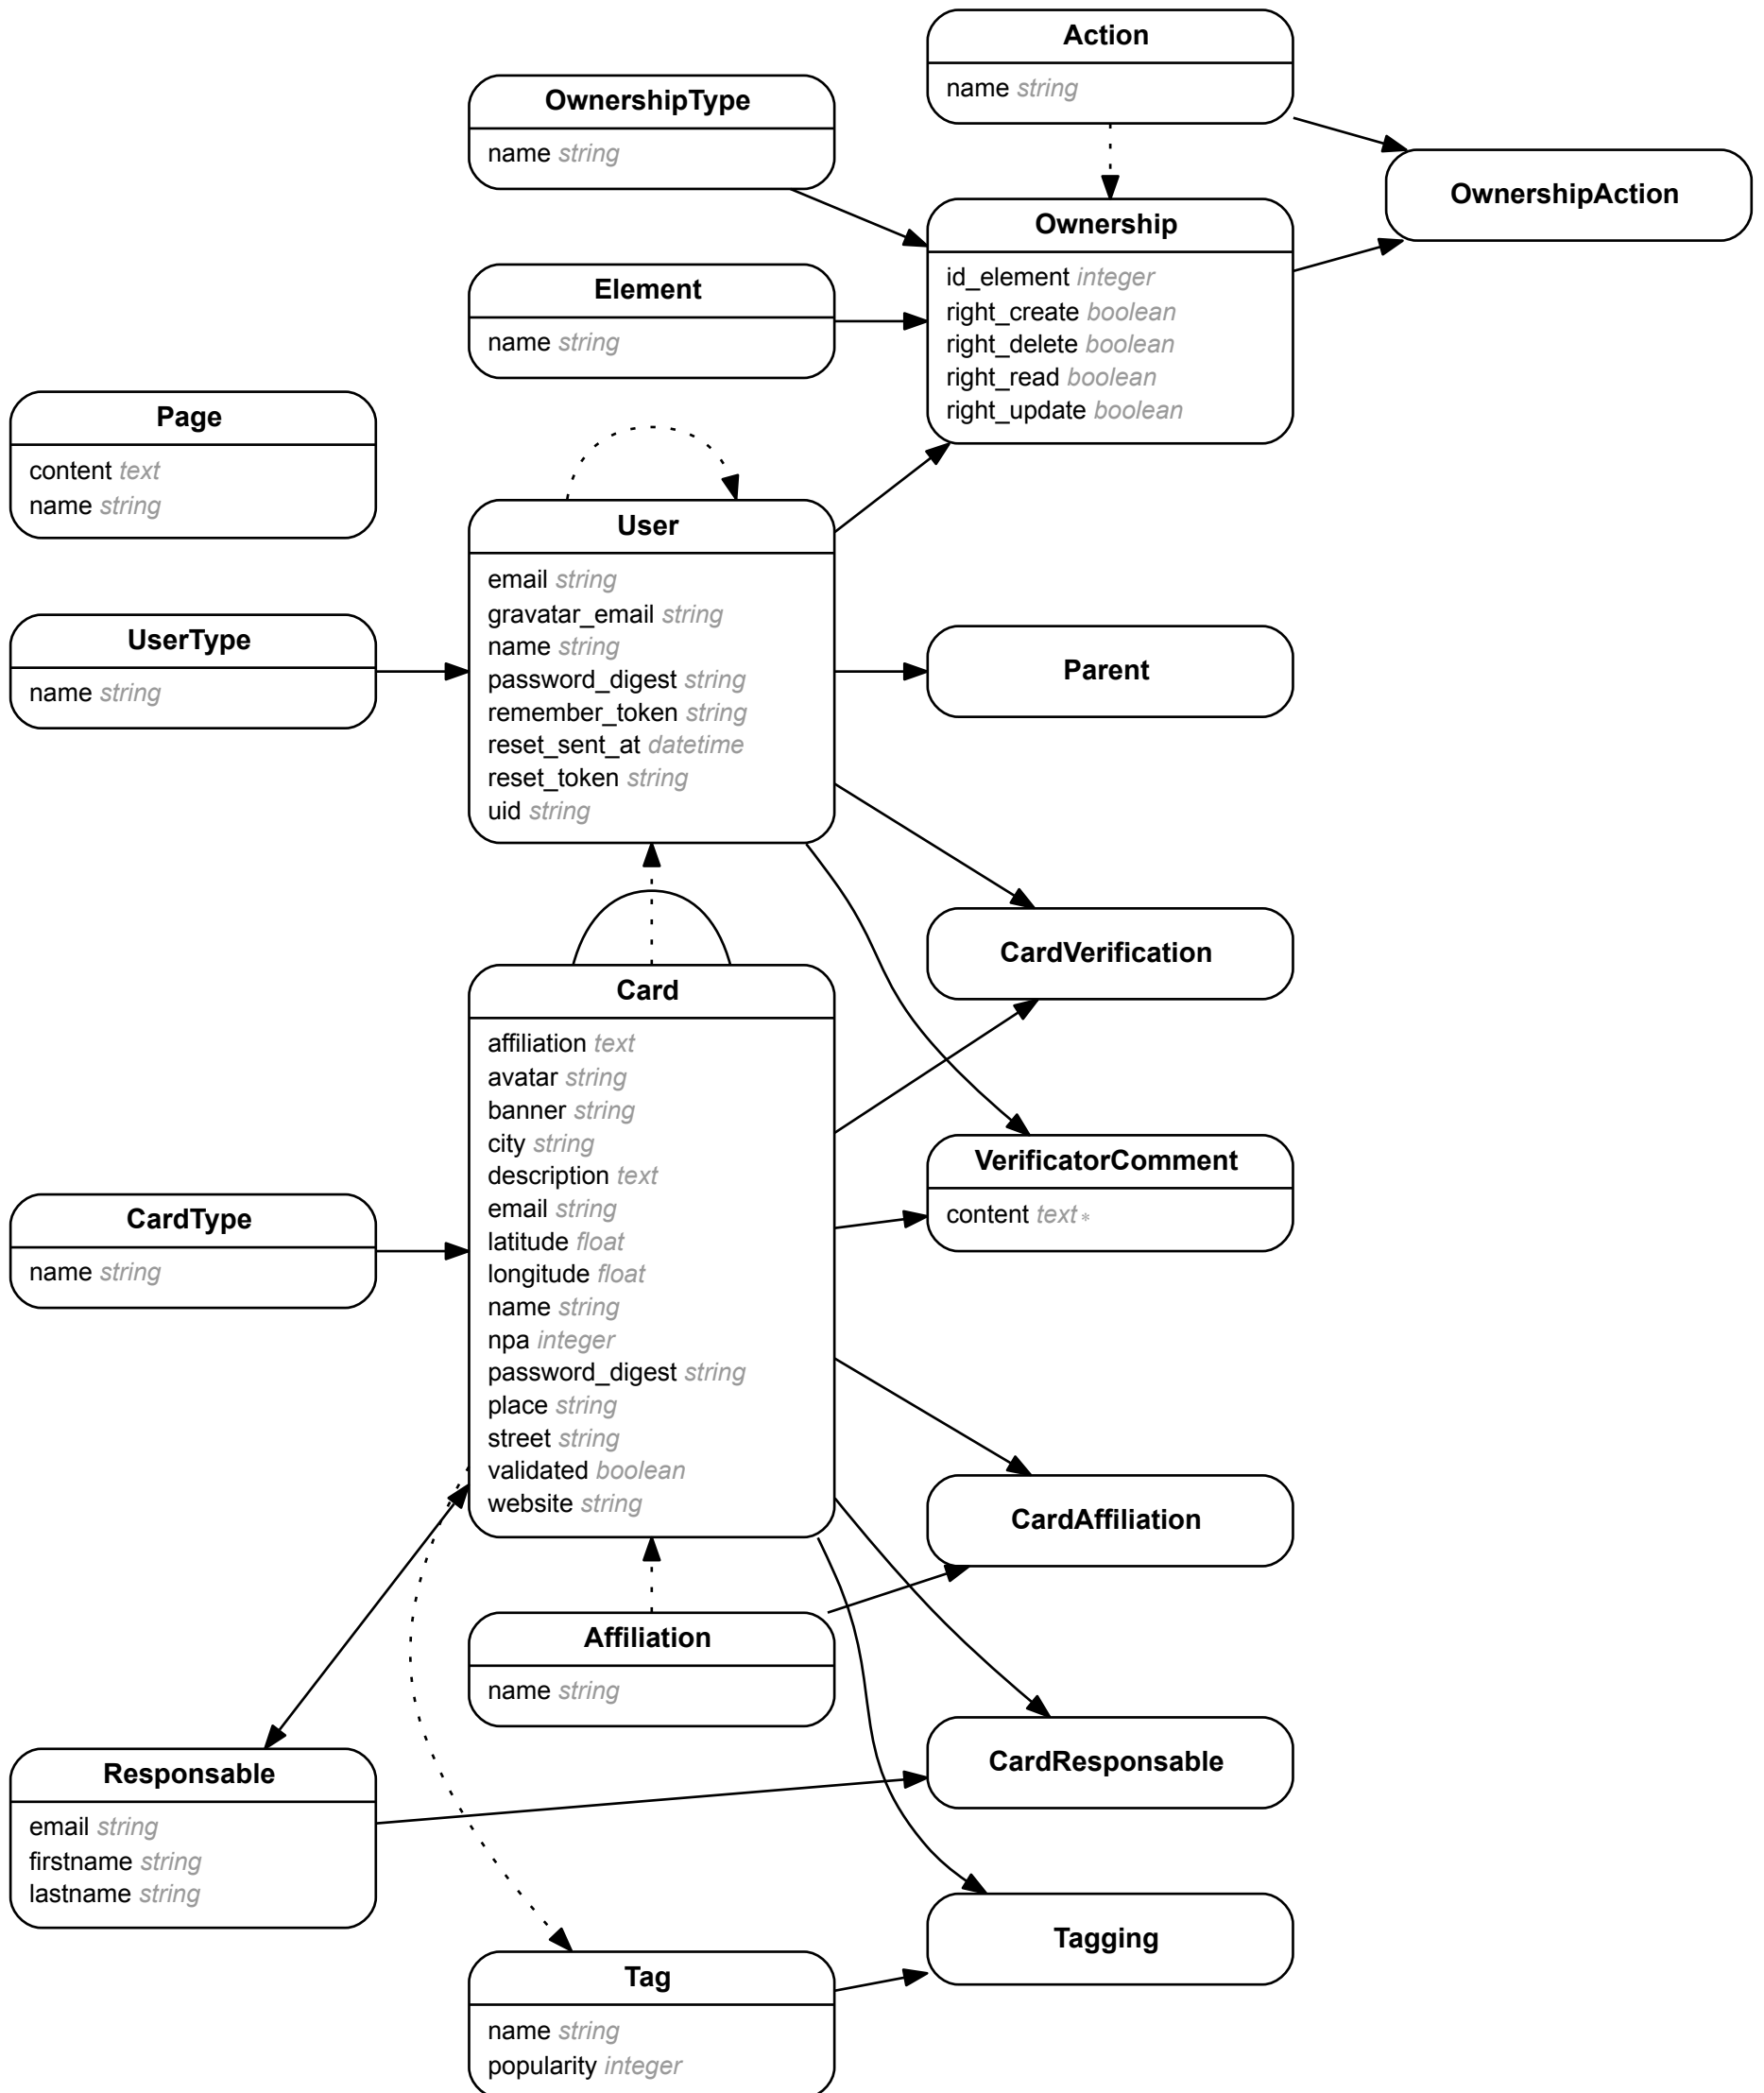 Action
name string
OwnershipType
name string
OwnershipAction
Ownership
id_element integer
right_create boolean
right_delete boolean
right_read boolean
right_update boolean
Element
name string
Page
content text
name string
User
email string
gravatar_email string
name string
password_digest string
remember_token string
reset_sent_at datetime
reset_token string
uid string
UserType
name string
Parent
CardVerification
Card
affiliation text
avatar string
banner string
city string
description text
email string
latitude float
longitude float
name string
npa integer
password_digest string
place string
street string
validated boolean
website string
VerificatorComment
content text *
CardType
name string
CardAffiliation
Affiliation
name string
CardResponsable
Responsable
email string
firstname string
lastname string
Tagging
Tag
name string
popularity integer